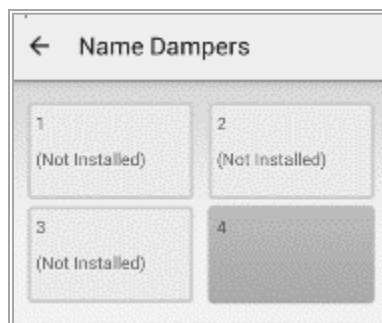 ← Name Dampers
1
(Not Installed)
2
(Not Installed)
3
(Not Installed)
4